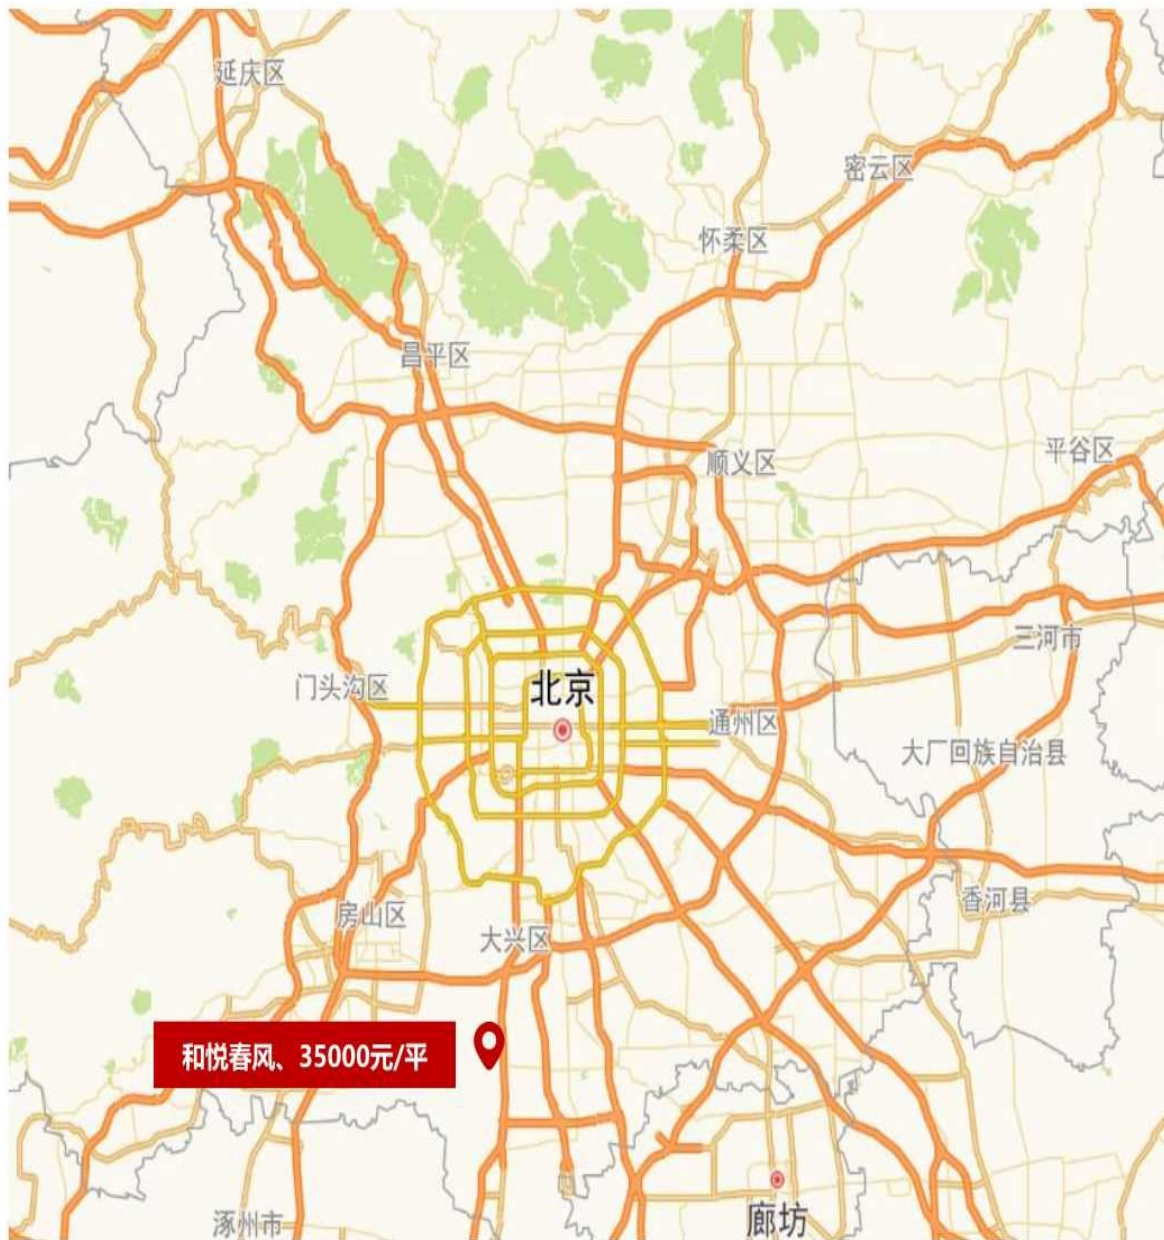 延庆区
密云区
怀柔区
昌平区
平谷区
顺义区
三河市
北京
门头沟区
通州区
大厂回族自治县
香河县
房山区
大兴区
和悦春风、35000元/平
涿州市
廊坊